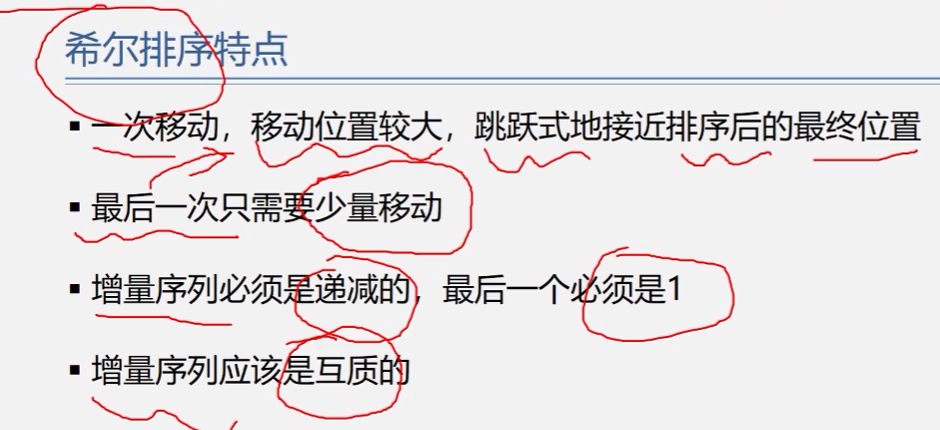 希尔排序特点
▪ 一次移动，移动位置较大，跳跃式地接近排序后的最终位置
▪ 最后一次只需要少量移动
▪ 增量序列必须是递减的，最后一个必须是1
▪ 增量序列应该是互质的